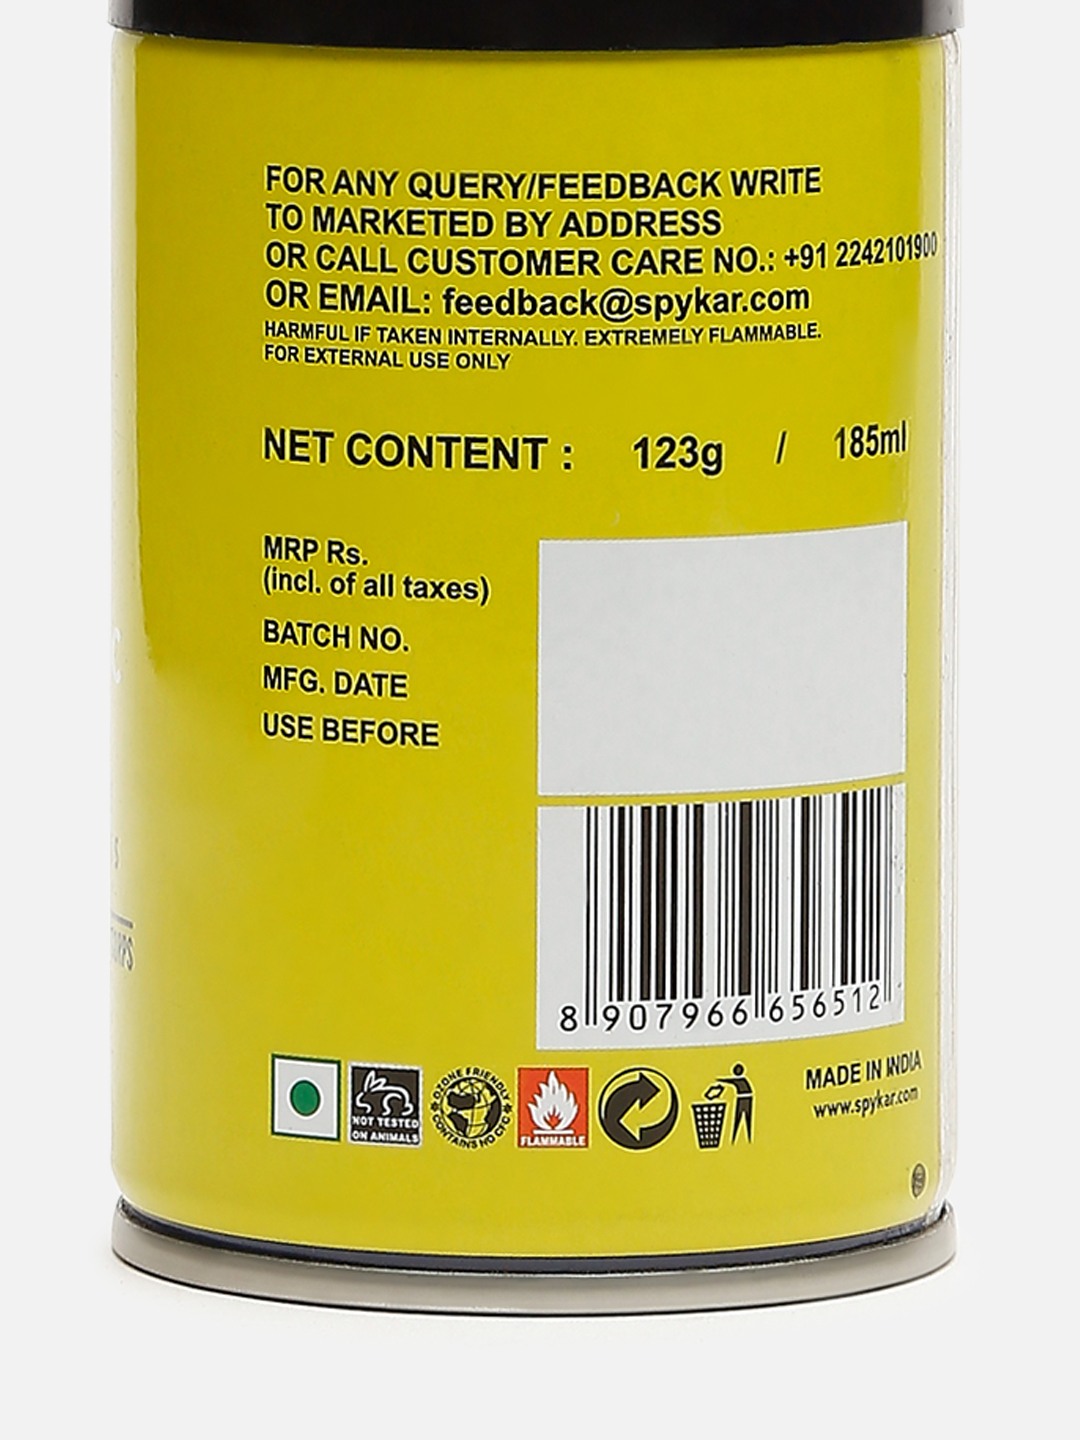 FOR ANY QUERY/FEEDBACK WRITE
TO MARKETED BY ADDRESS
OR CALL CUSTOMER CARE NO.: +91 2242101900
OR EMAIL: feedback@spykar.com
HARMFUL IF TAKEN INTERNALLY. EXTREMELY FLAMMABLE.
FOR EXTERNAL USE ONLY
NET CONTENT : 123g / 185ml
MRP Rs.
(incl. of all taxes)
BATCH NO.
MFG. DATE
USE BEFORE
8 907966 656512
NOT TESTED
ON ANIMALS
OZONE FRIENDLY
CONTAINS NO CFC
FLAMMABLE
MADE IN INDIA
www.spykar.com